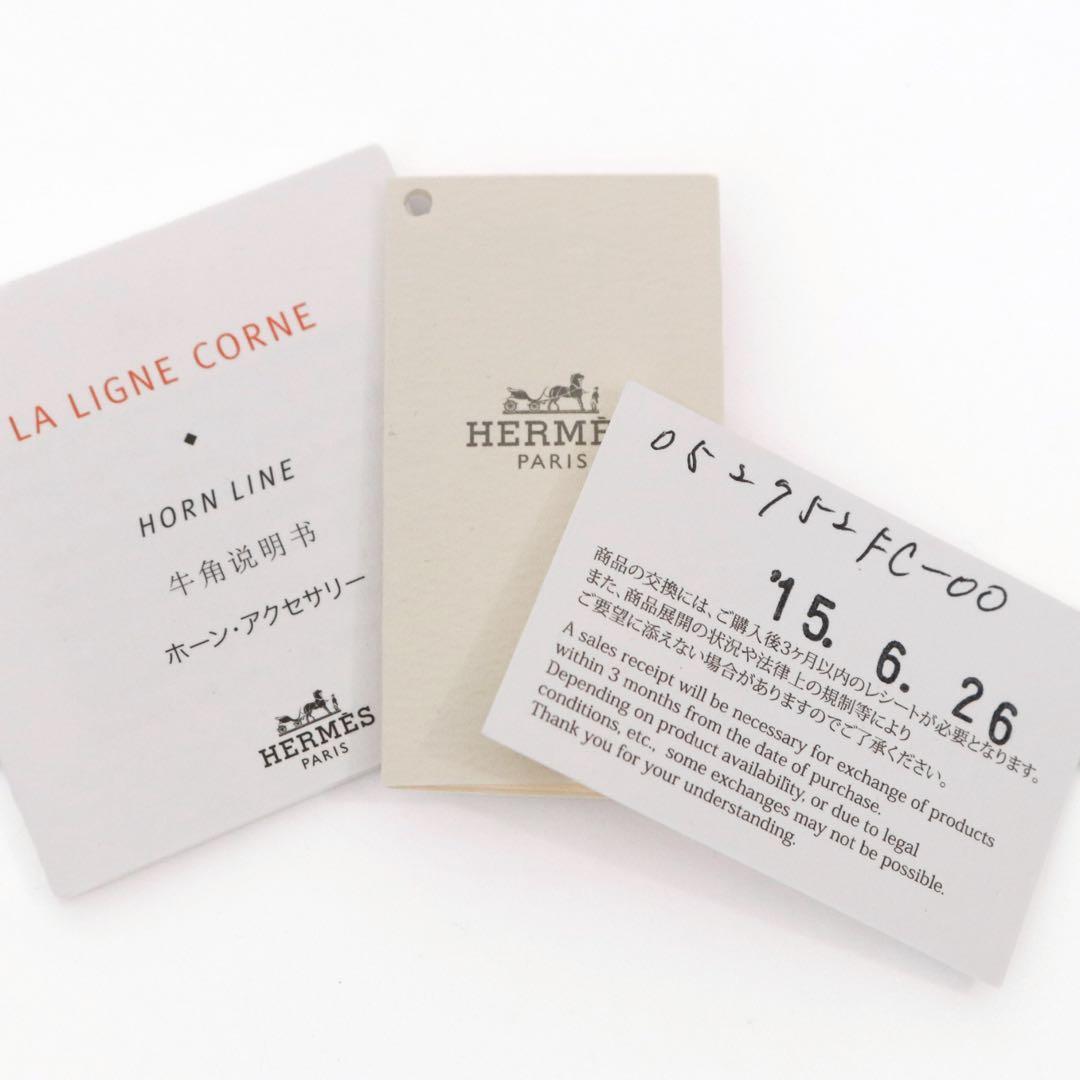 LA LIGNE CORNE
HORN LINE
牛角说明书
ホーン・アクセサリー
HERMÈS
PARIS
HERMÈS
PARIS
052952FC-00
'15. 6. 26
商品の交換には、ご購入後3ヶ月以内のレシートが必要となります。
また、商品展開の状況や法律上の規制等により
ご要望に添えない場合がありますのでご了承ください。
A sales receipt will be necessary for exchange of products
within 3 months from the date of purchase.
Depending on product availability, or due to legal
conditions, etc., some exchanges may not be possible.
Thank you for your understanding.